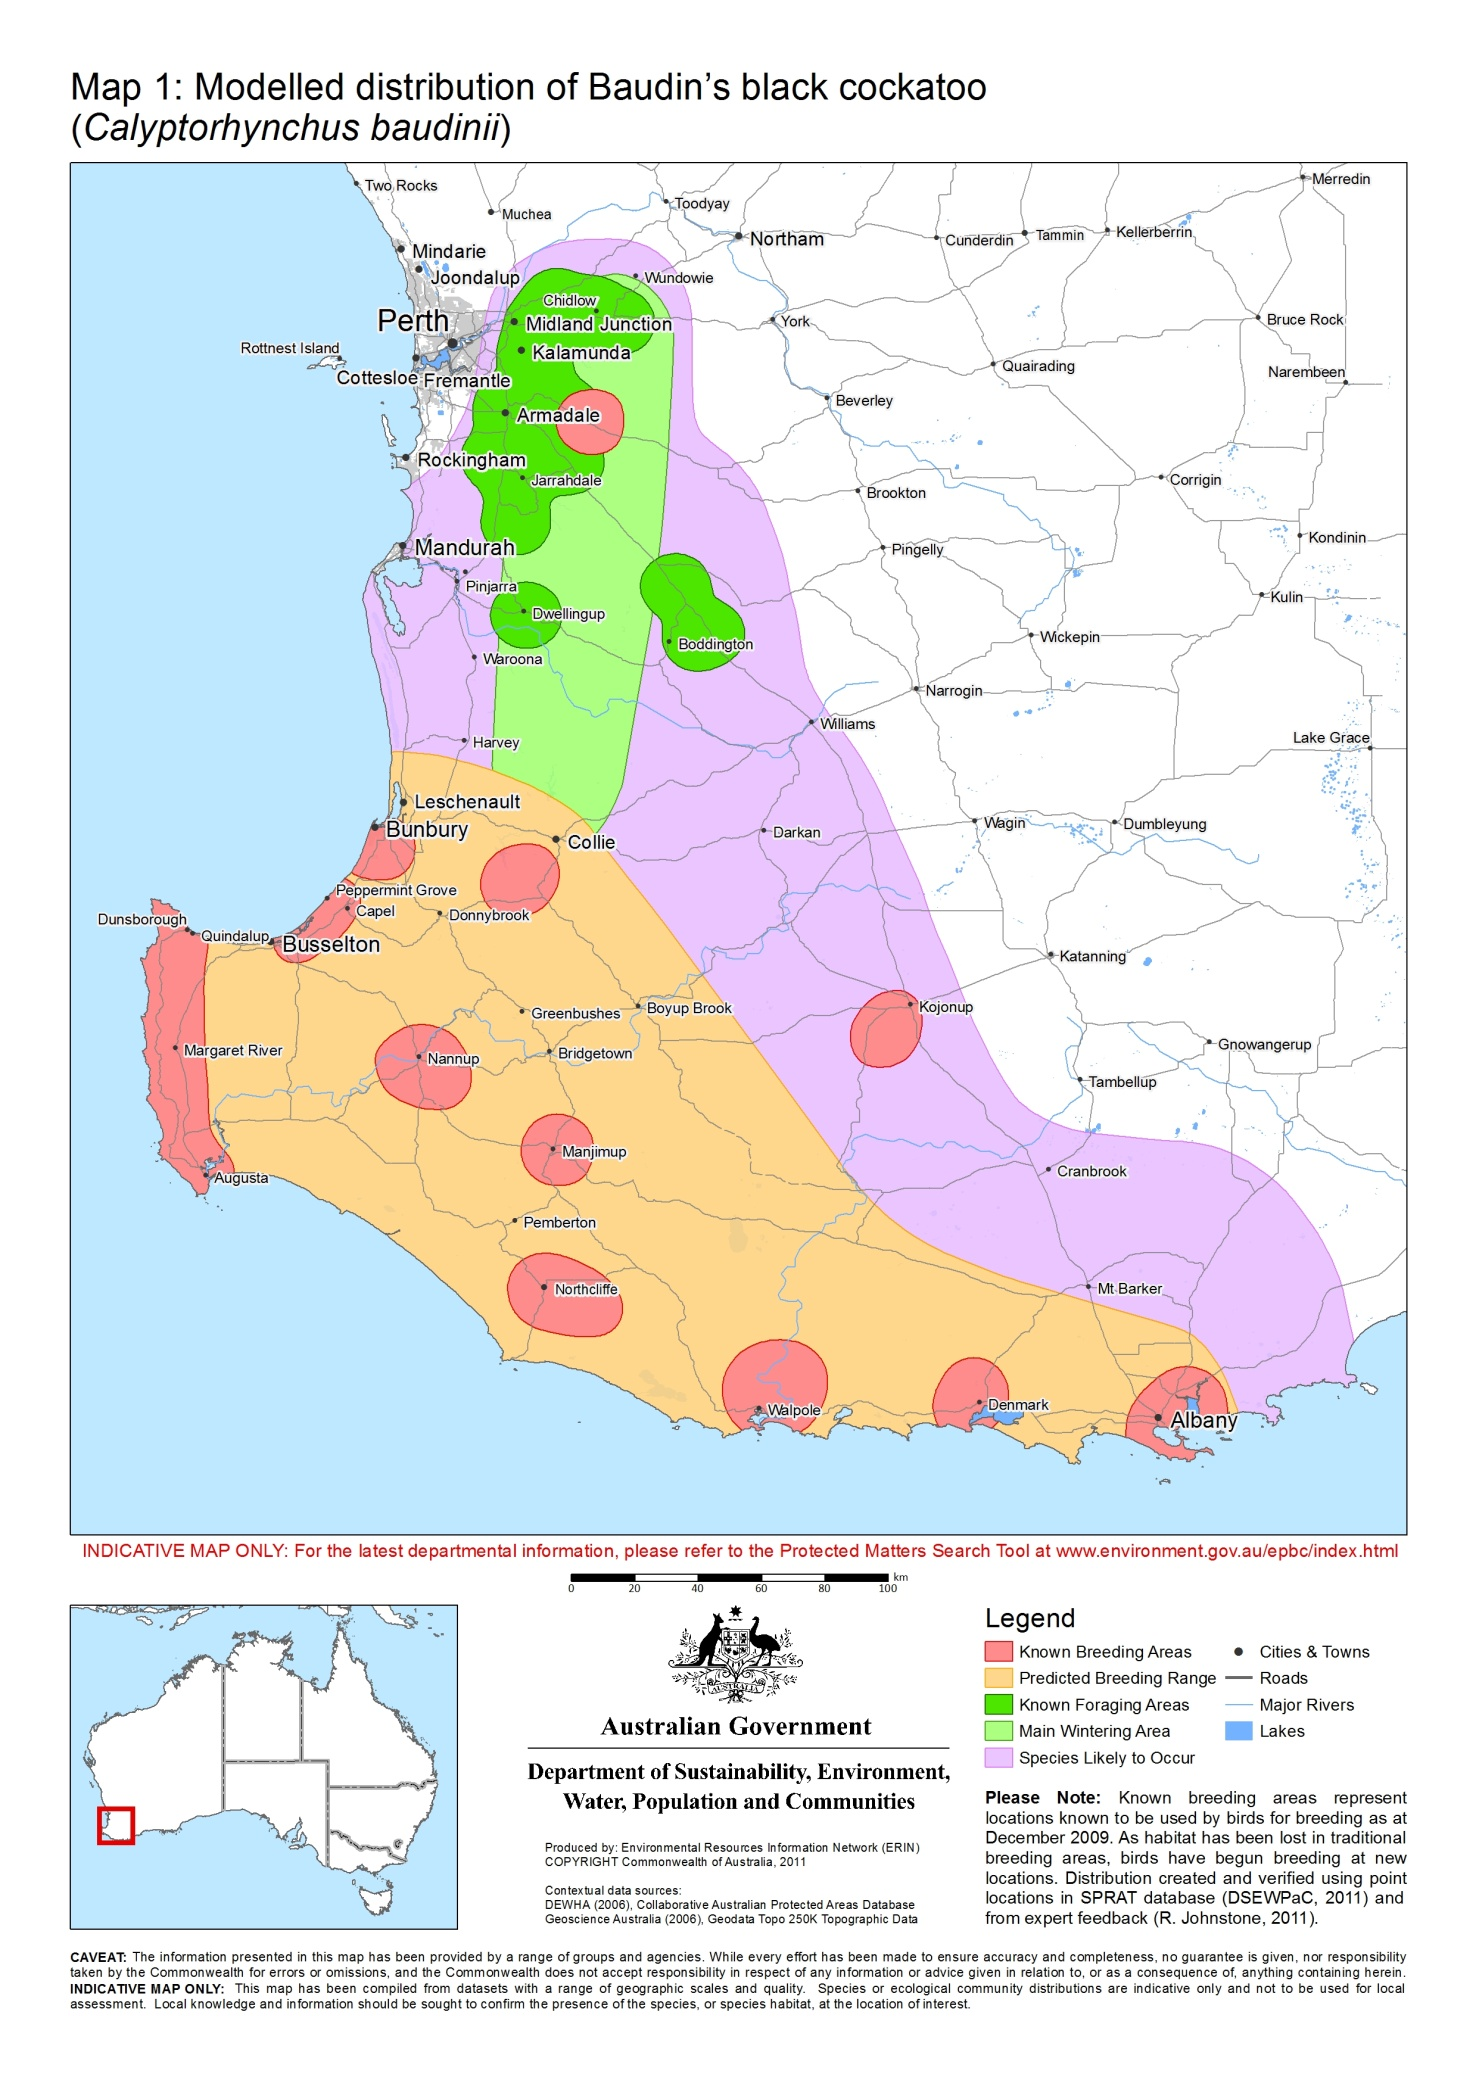 Map 1: Modelled distribution of Baudin's black cockatoo
(Calyptorhynchus baudinii)
Two Rocks
Merredin
Toodyay
Muchea
Northam
Cunderdin
Tammin
Kellerberrin
Mindarie
Joondalup
Wundowie
Chidlow
Perth
Midland Junction
York
Bruce Rock
Rottnest Island
Kalamunda
Quairading
Narembeen
Cottesloe
Fremantle
Beverley
Armadale
Rockingham
Jarrahdale
Corrigin
Brookton
Kondinin
Mandurah
Pingelly
Pinjarra
Kulin
Dwellingup
Wickepin
Boddington
Waroona
Narrogin
Williams
Lake Grace
Harvey
Leschenault
Bunbury
Wagin
Dumbleyung
Darkan
Collie
Peppermint Grove
Capel
Dunsborough
Donnybrook
Quindalup
Busselton
Katanning
Greenbushes
Boyup Brook
Kojonup
Margaret River
Nannup
Bridgetown
Gnowangerup
Tambellup
Manjimup
Cranbrook
Augusta
Pemberton
Northcliffe
Mt Barker
Walpole
Denmark
Albany
INDICATIVE MAP ONLY: For the latest departmental information, please refer to the Protected Matters Search Tool at www.environment.gov.au/epbc/index.html
km
0 20 40 60 80 100
AUSTRALIA
Australian Government
Department of Sustainability, Environment,
Water, Population and Communities
Produced by: Environmental Resources Information Network (ERIN)
COPYRIGHT Commonwealth of Australia, 2011
Contextual data sources:
DEWHA (2006), Collaborative Australian Protected Areas Database
Geoscience Australia (2006), Geodata Topo 250K Topographic Data
Legend
Known Breeding Areas
Predicted Breeding Range
Known Foraging Areas
Main Wintering Area
Species Likely to Occur
Cities & Towns
Roads
Major Rivers
Lakes
Please Note: Known breeding areas represent
locations known to be used by birds for breeding as at
December 2009. As habitat has been lost in traditional
breeding areas, birds have begun breeding at new
locations. Distribution created and verified using point
locations in SPRAT database (DSEWPaC, 2011) and
from expert feedback (R. Johnstone, 2011).
CAVEAT: The information presented in this map has been provided by a range of groups and agencies. While every effort has been made to ensure accuracy and completeness, no guarantee is given, nor responsibility
taken by the Commonwealth for errors or omissions, and the Commonwealth does not accept responsibility in respect of any information or advice given in relation to, or as a consequence of, anything containing herein.
INDICATIVE MAP ONLY: This map has been compiled from datasets with a range of geographic scales and quality. Species or ecological community distributions are indicative only and not to be used for local
assessment. Local knowledge and information should be sought to confirm the presence of the species, or species habitat, at the location of interest.